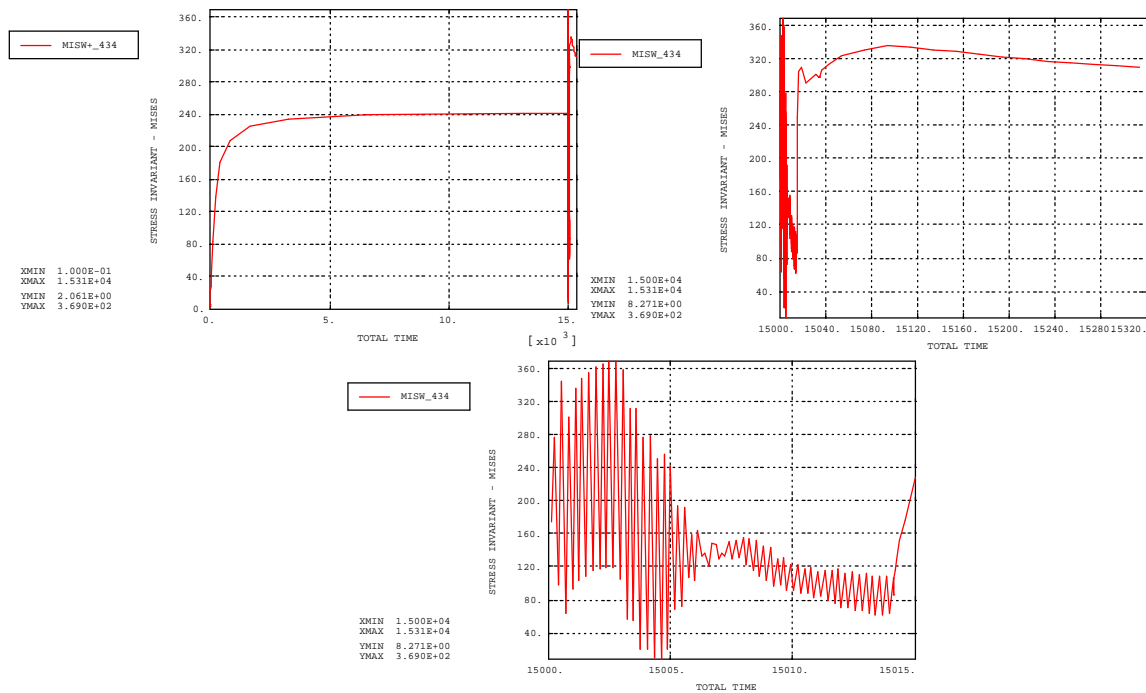 MISW+_434
STRESS INVARIANT - MISES
360.
320.
280.
240.
200.
160.
120.
80.
40.
0.
XMIN 1.000E-01
XMAX 1.531E+04
YMIN 2.061E+00
YMAX 3.690E+02
0. 5. 10. 15.
TOTAL TIME
[x10 3]
MISW_434
STRESS INVARIANT - MISES
360.
320.
280.
240.
200.
160.
120.
80.
40.
XMIN 1.500E+04
XMAX 1.531E+04
YMIN 8.271E+00
YMAX 3.690E+02
15000. 15040. 15080. 15120. 15160. 15200. 15240. 15280. 15320.
TOTAL TIME
MISW_434
STRESS INVARIANT - MISES
360.
320.
280.
240.
200.
160.
120.
80.
40.
XMIN 1.500E+04
XMAX 1.531E+04
YMIN 8.271E+00
YMAX 3.690E+02
15000. 15005. 15010. 15015.
TOTAL TIME